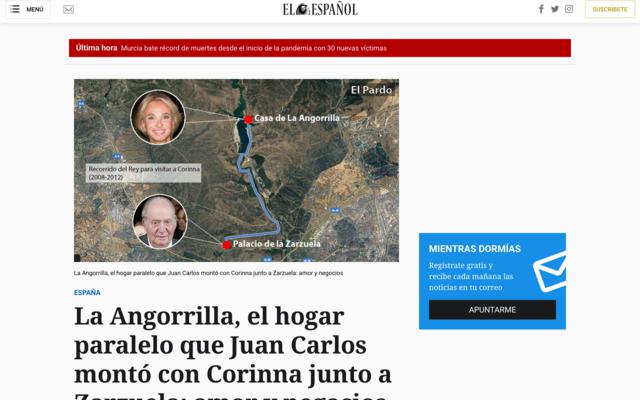 MENÚ
EL ESPAÑOL
SUSCRÍBETE
Última hora Murcia bate récord de muertes desde el inicio de la pandemia con 30 nuevas víctimas
El Pardo
Casa de La Angorrilla
Recorrido del Rey para visitar a Corinna
(2008-2012)
Palacio de la Zarzuela
La Angorrilla, el hogar paralelo que Juan Carlos montó con Corinna junto a Zarzuela: amor y negocios
ESPAÑA
La Angorrilla, el hogar
paralelo que Juan Carlos
montó con Corinna junto a
Zarzuela: amor y negocios
MIENTRAS DORMÍAS
Regístrate gratis y
recibe cada mañana las
noticias en tu correo
APUNTARME